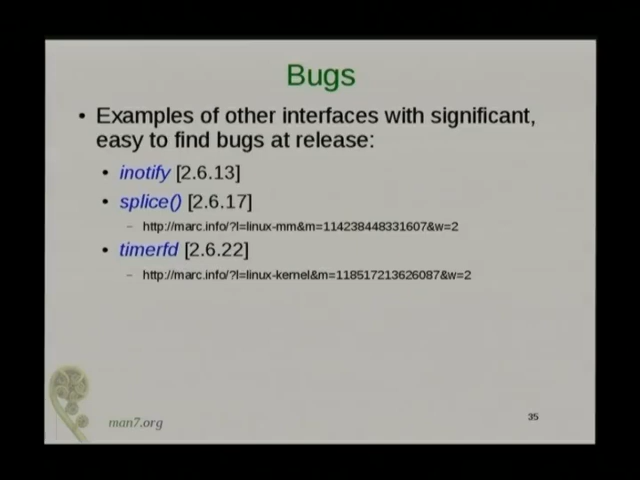 Bugs
• Examples of other interfaces with significant,
easy to find bugs at release:
• inotify [2.6.13]
• splice() [2.6.17]
– http://marc.info/?l=linux-mm&m=114238448331607&w=2
• timerfd [2.6.22]
– http://marc.info/?l=linux-kernel&m=118517213626087&w=2
man7.org
35